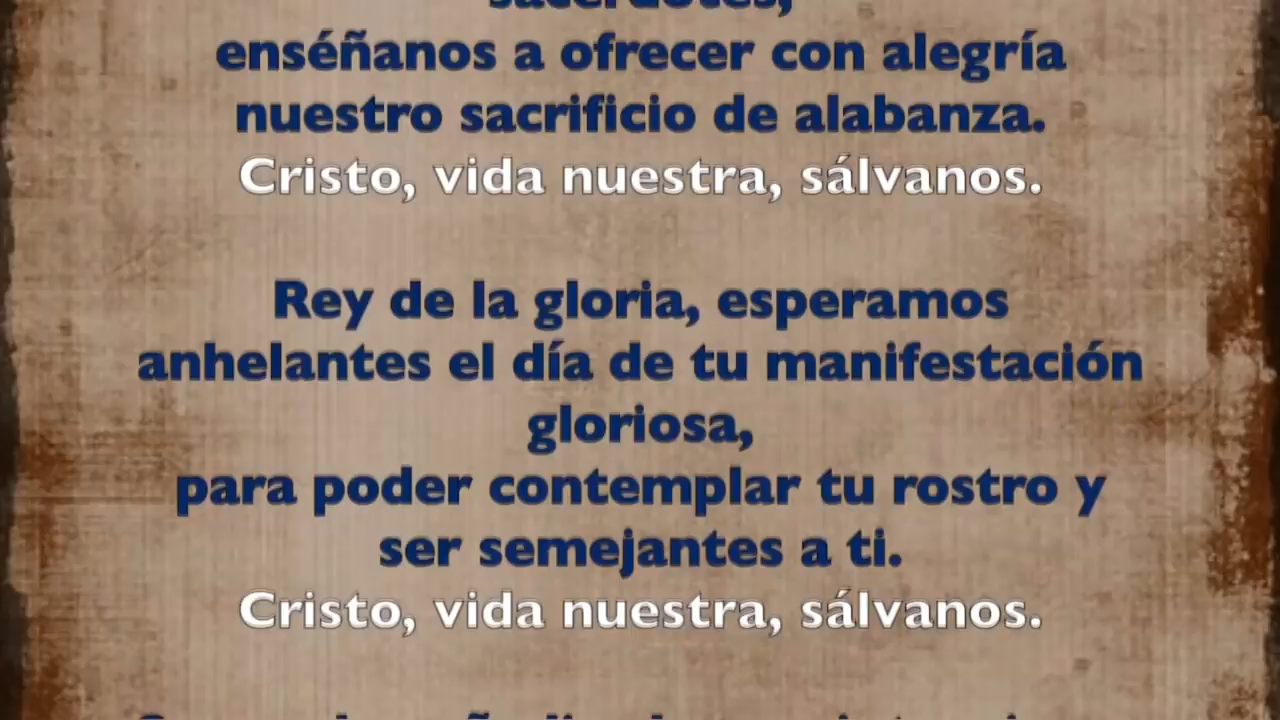 sacerdotes,
enséñanos a ofrecer con alegría
nuestro sacrificio de alabanza.
Cristo, vida nuestra, sálvanos.
Rey de la gloria, esperamos
anhelantes el día de tu manifestación
gloriosa,
para poder contemplar tu rostro y
ser semejantes a ti.
Cristo, vida nuestra, sálvanos.